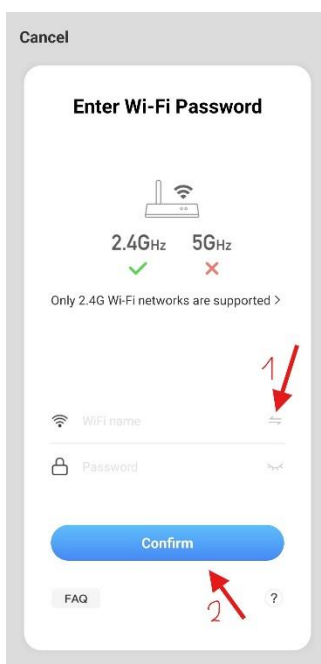 Cancel
Enter Wi-Fi Password
2.4GHz 5GHz
Only 2.4G Wi-Fi networks are supported >
1
WiFi name
Password
Confirm
FAQ ?
2